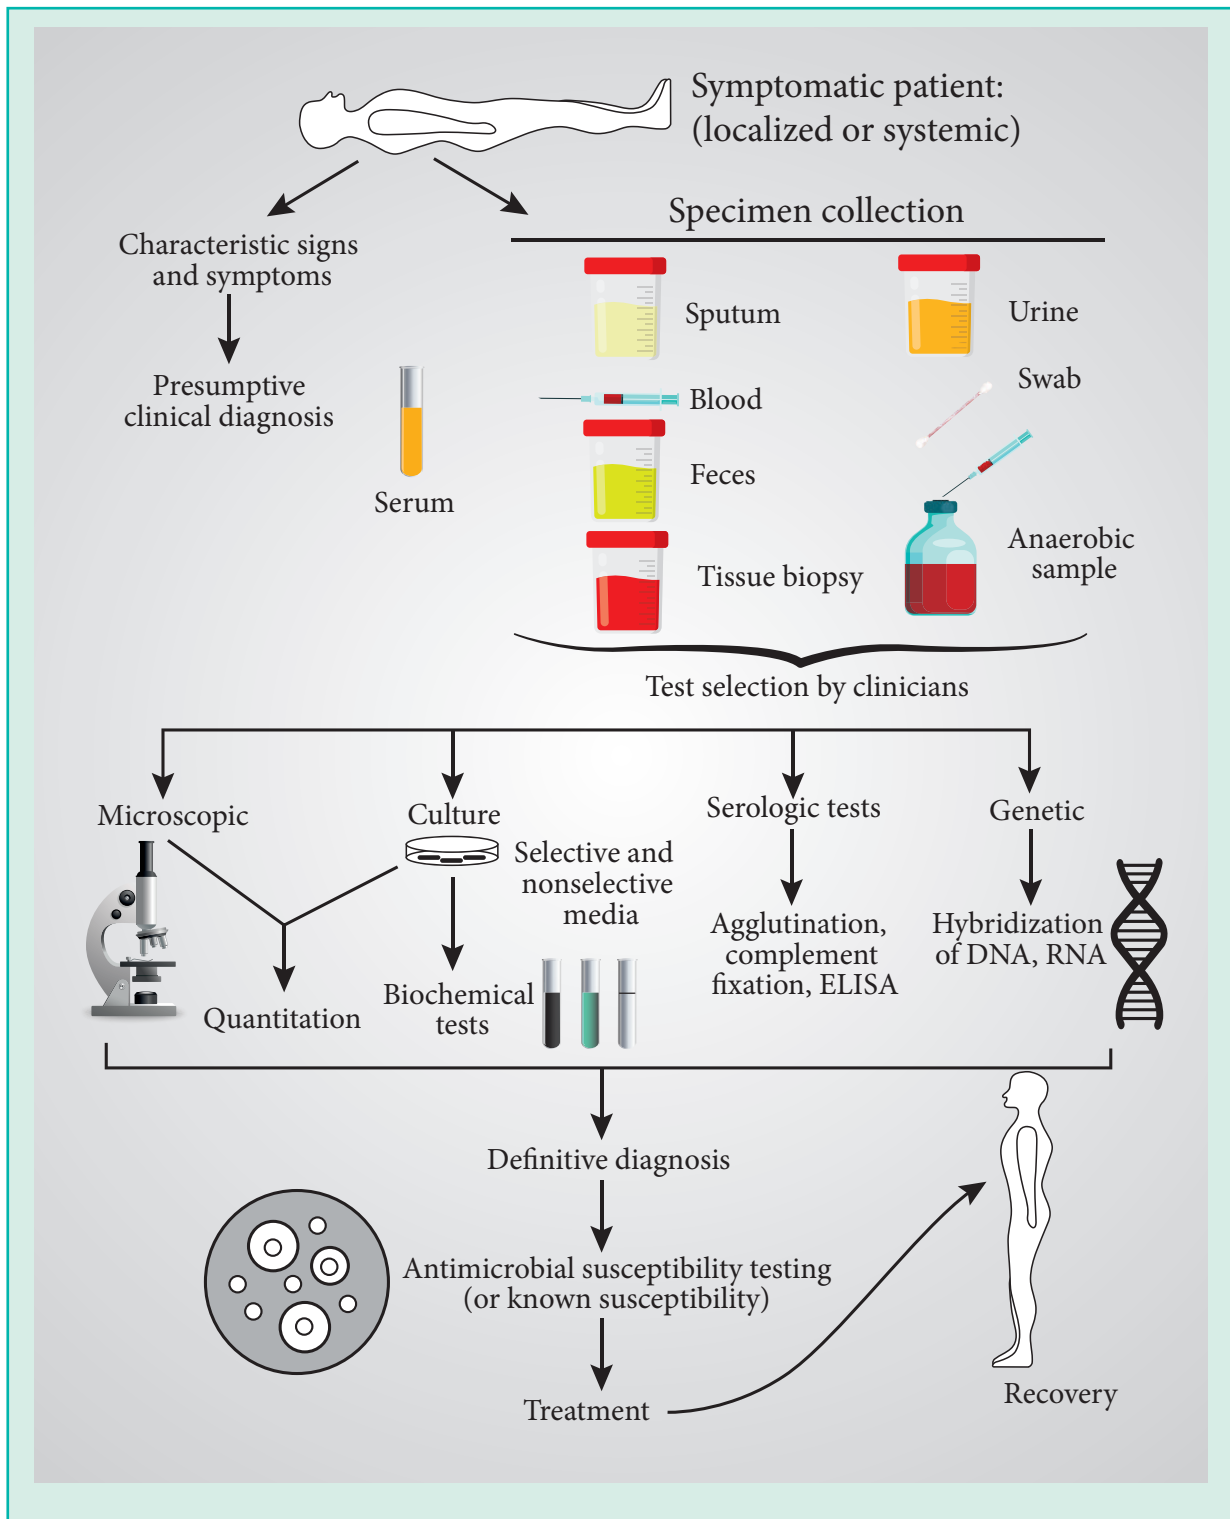 Symptomatic patient:
(localized or systemic)
Characteristic signs
and symptoms
Presumptive
clinical diagnosis
Serum
Specimen collection
Sputum
Urine
Blood
Swab
Feces
Anaerobic
sample
Tissue biopsy
Test selection by clinicians
Microscopic
Culture
Selective and
nonselective
media
Serologic tests
Genetic
Quantitation
Biochemical
tests
Agglutination,
complement
fixation, ELISA
Hybridization
of DNA, RNA
Definitive diagnosis
Antimicrobial susceptibility testing
(or known susceptibility)
Treatment
Recovery